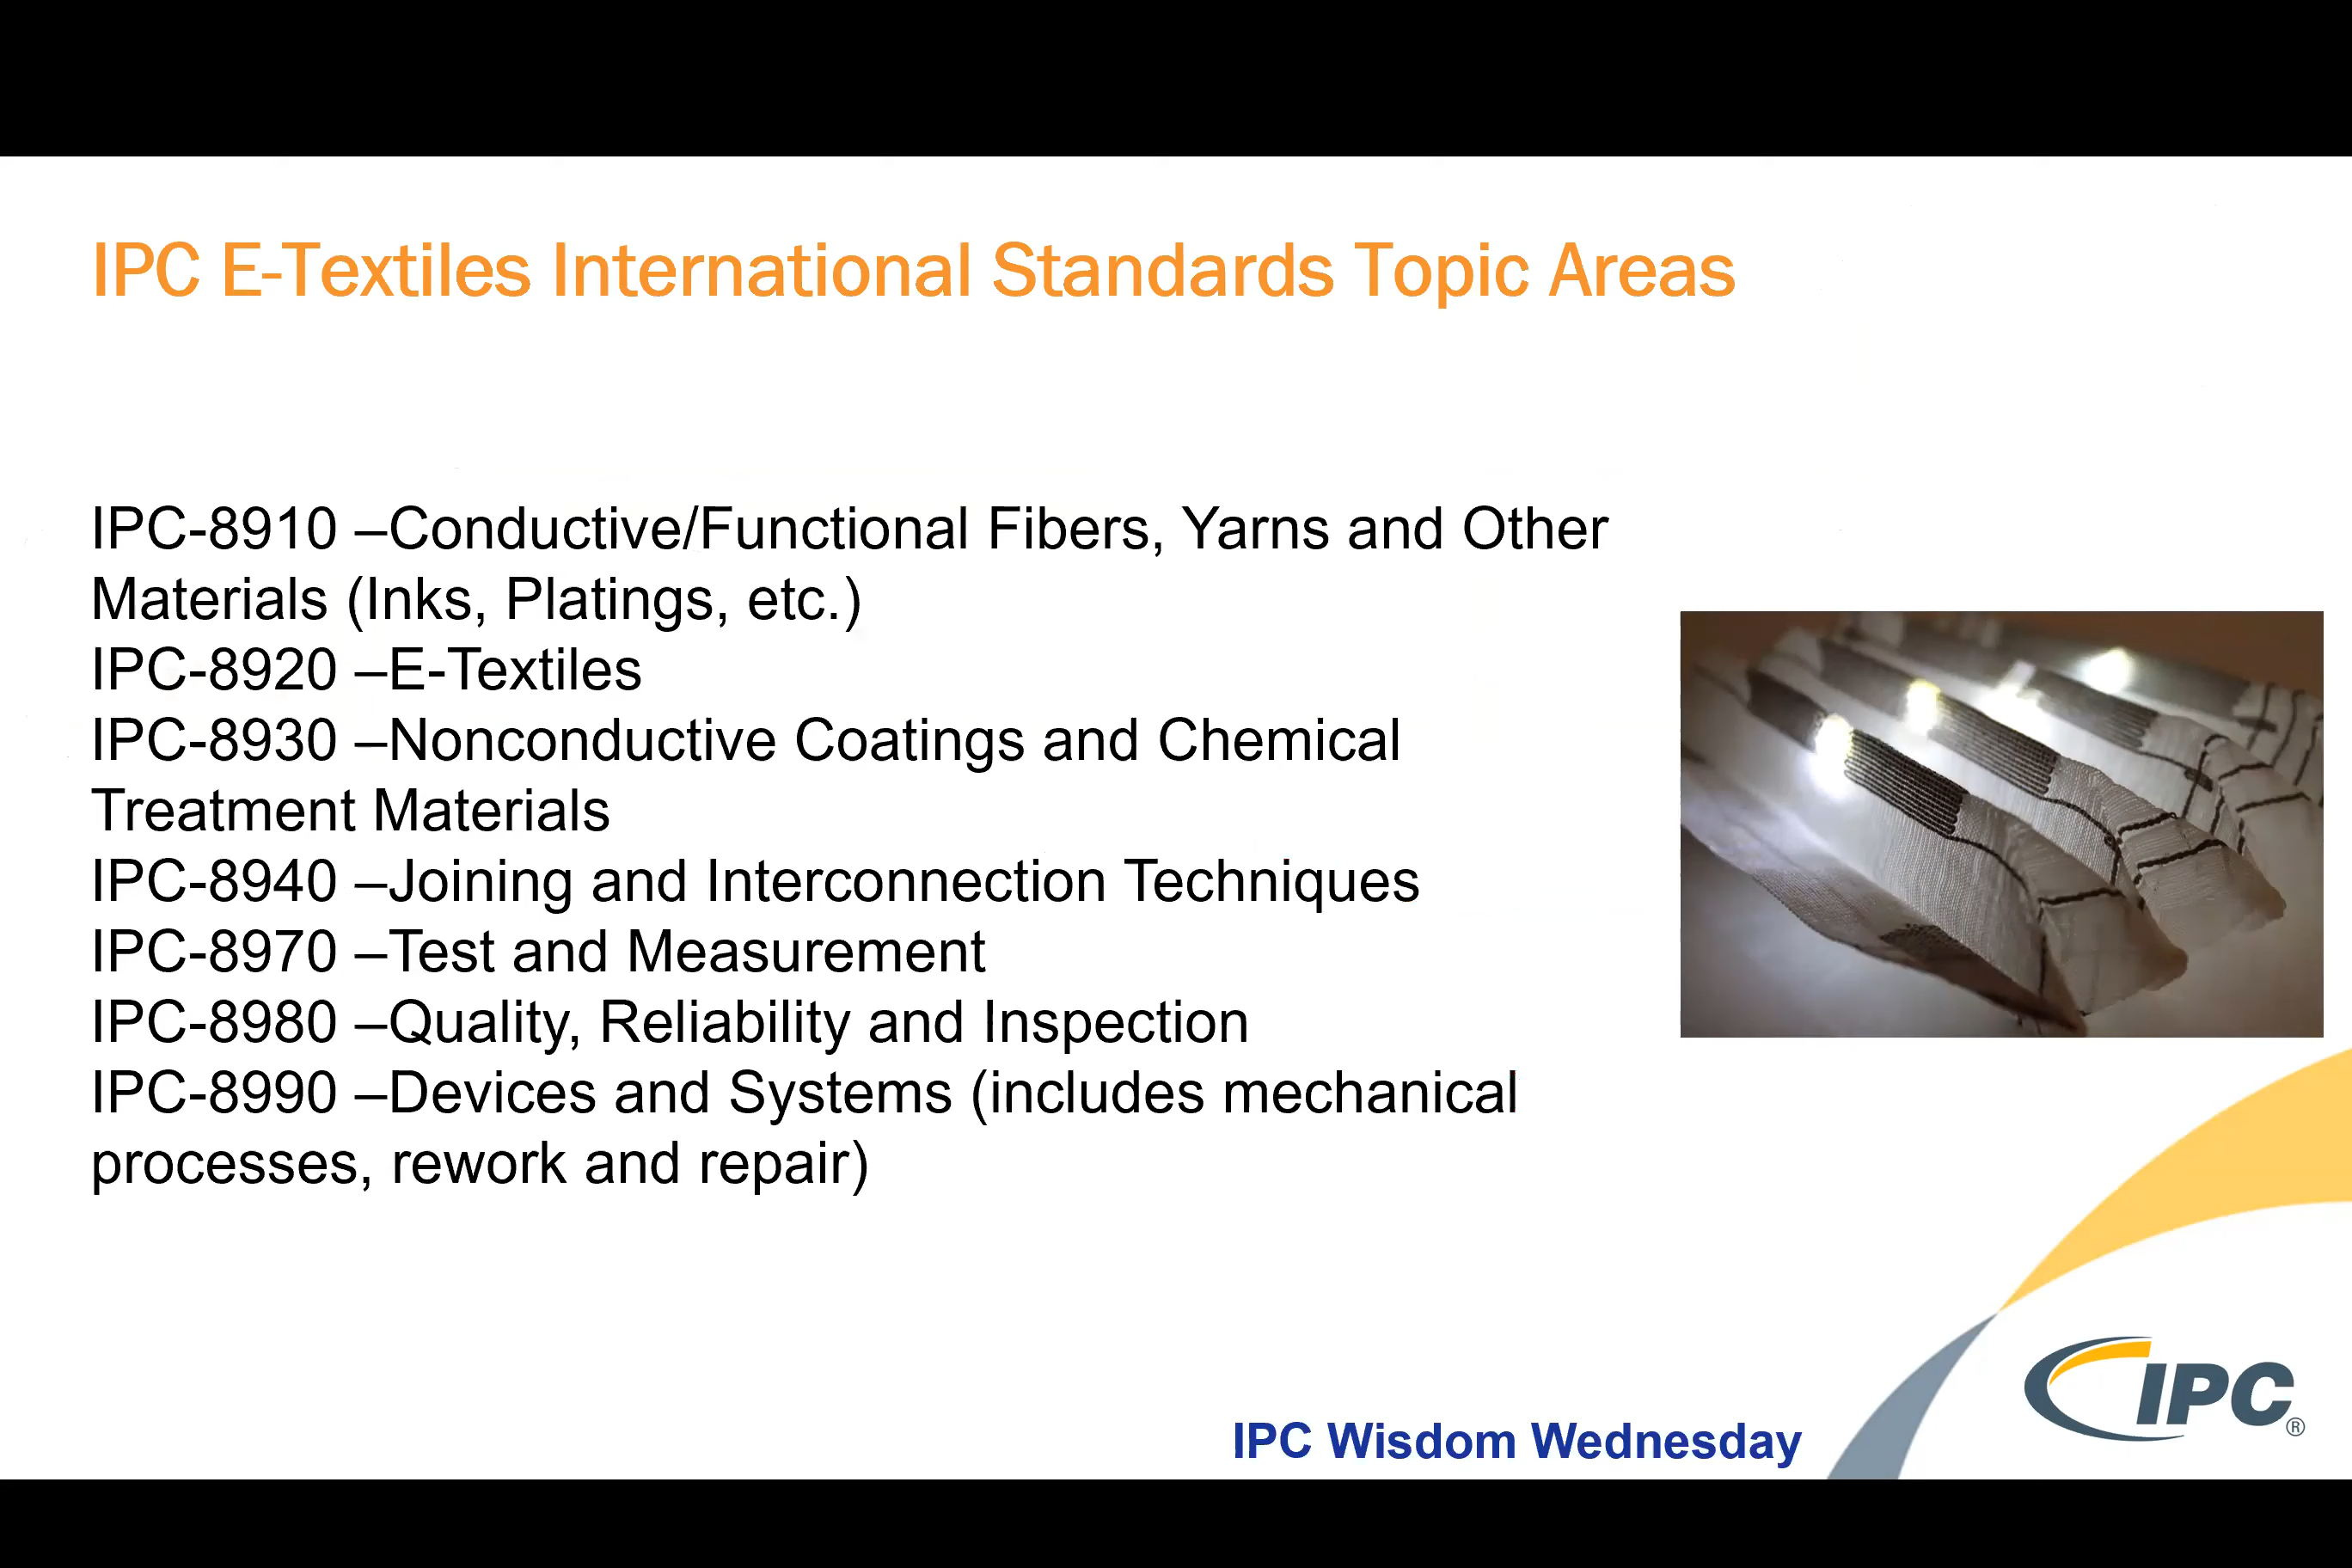 IPC E-Textiles International Standards Topic Areas
IPC-8910 –Conductive/Functional Fibers, Yarns and Other
Materials (Inks, Platings, etc.)
IPC-8920 –E-Textiles
IPC-8930 –Nonconductive Coatings and Chemical
Treatment Materials
IPC-8940 –Joining and Interconnection Techniques
IPC-8970 –Test and Measurement
IPC-8980 –Quality, Reliability and Inspection
IPC-8990 –Devices and Systems (includes mechanical
processes, rework and repair)
IPC Wisdom Wednesday
IPC®